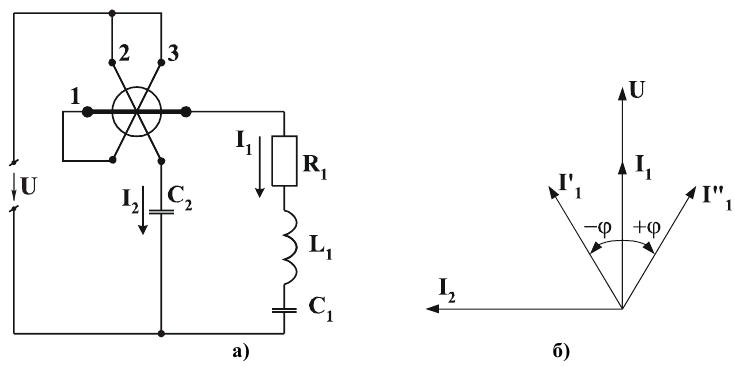 2 3
1
U
I₁
R₁
I₂
C₂
L₁
C₁
а)
U
I'₁
I₁
I"₁
–φ +φ
I₂
б)